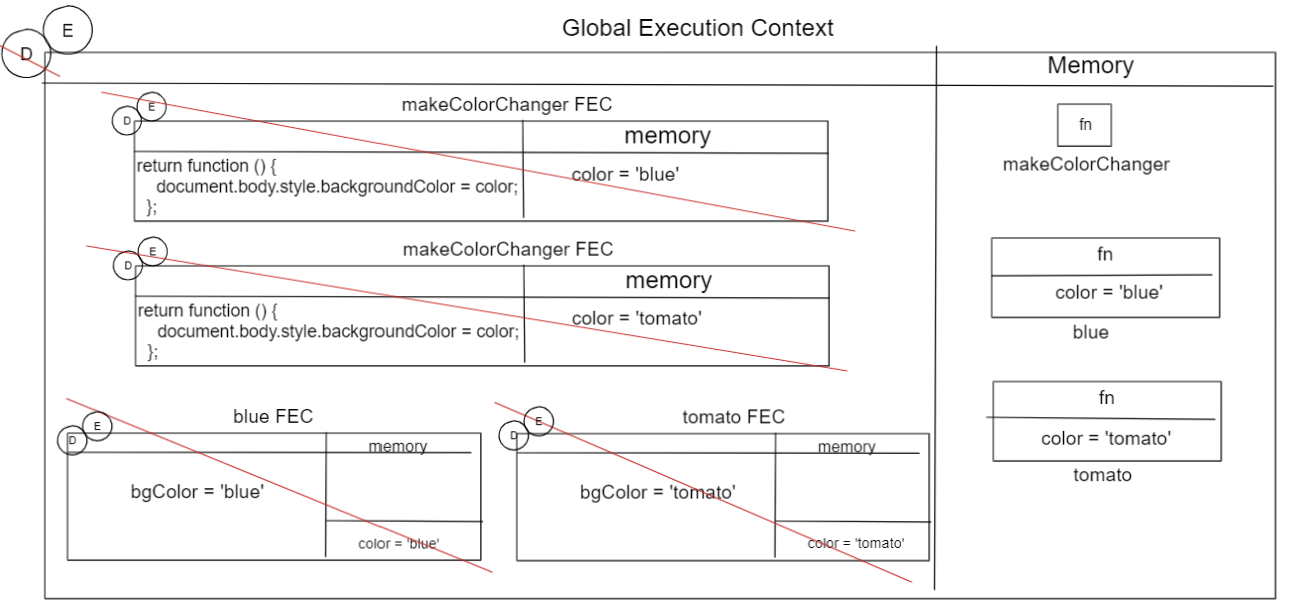 Global Execution Context
E
D
Memory
makeColorChanger FEC
E
D
memory
return function () {
document.body.style.backgroundColor = color;
};
color = 'blue'
fn
makeColorChanger
makeColorChanger FEC
E
D
memory
return function () {
document.body.style.backgroundColor = color;
};
color = 'tomato'
fn
color = 'blue'
blue
fn
color = 'tomato'
tomato
blue FEC
E
D
memory
bgColor = 'blue'
color = 'blue'
tomato FEC
E
D
memory
bgColor = 'tomato'
color = 'tomato'